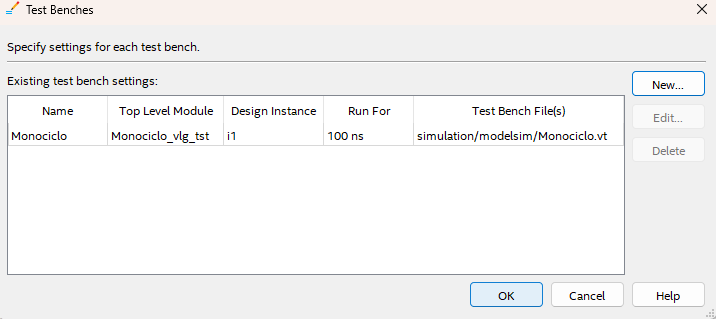 Test Benches
Specify settings for each test bench.
Existing test bench settings:
New...
Name Top Level Module Design Instance Run For Test Bench File(s)
Edit...
Monociclo Monociclo_vlg_tst i1 100 ns simulation/modelsim/Monociclo.vt
Delete
OK Cancel Help